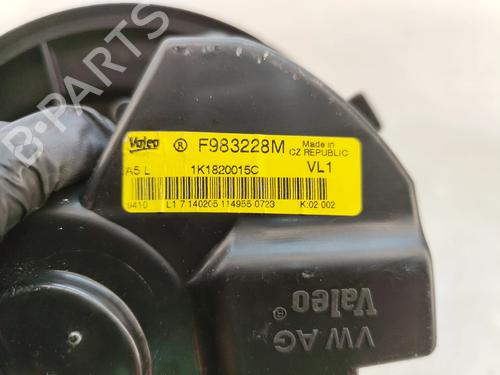 B-PARTS
Valeo ® F983228M Made in CZ REPUBLIC
A5 L 1K1820015C VL1
9410 L1 7 140205 114955 0723 K:02 002
VW AG
Valeo®